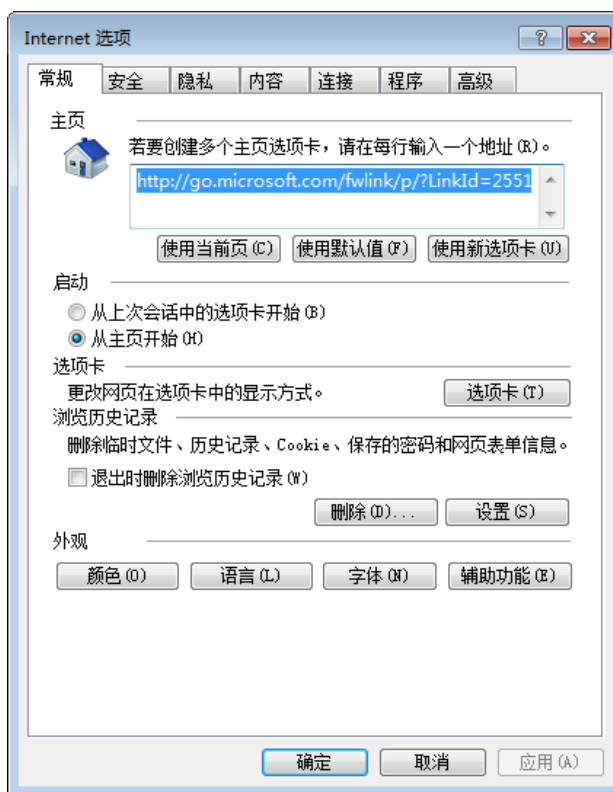 Internet 选项
常规 安全 隐私 内容 连接 程序 高级
主页
若要创建多个主页选项卡，请在每行输入一个地址(R)。
http://go.microsoft.com/fwlink/p/?LinkId=2551
使用当前页(C) 使用默认值(F) 使用新选项卡(U)
启动
从上次会话中的选项卡开始(B)
从主页开始(H)
选项卡
更改网页在选项卡中的显示方式。 选项卡(T)
浏览历史记录
删除临时文件、历史记录、Cookie、保存的密码和网页表单信息。
退出时删除浏览历史记录(W)
删除(D)... 设置(S)
外观
颜色(O) 语言(L) 字体(N) 辅助功能(E)
确定 取消 应用(A)